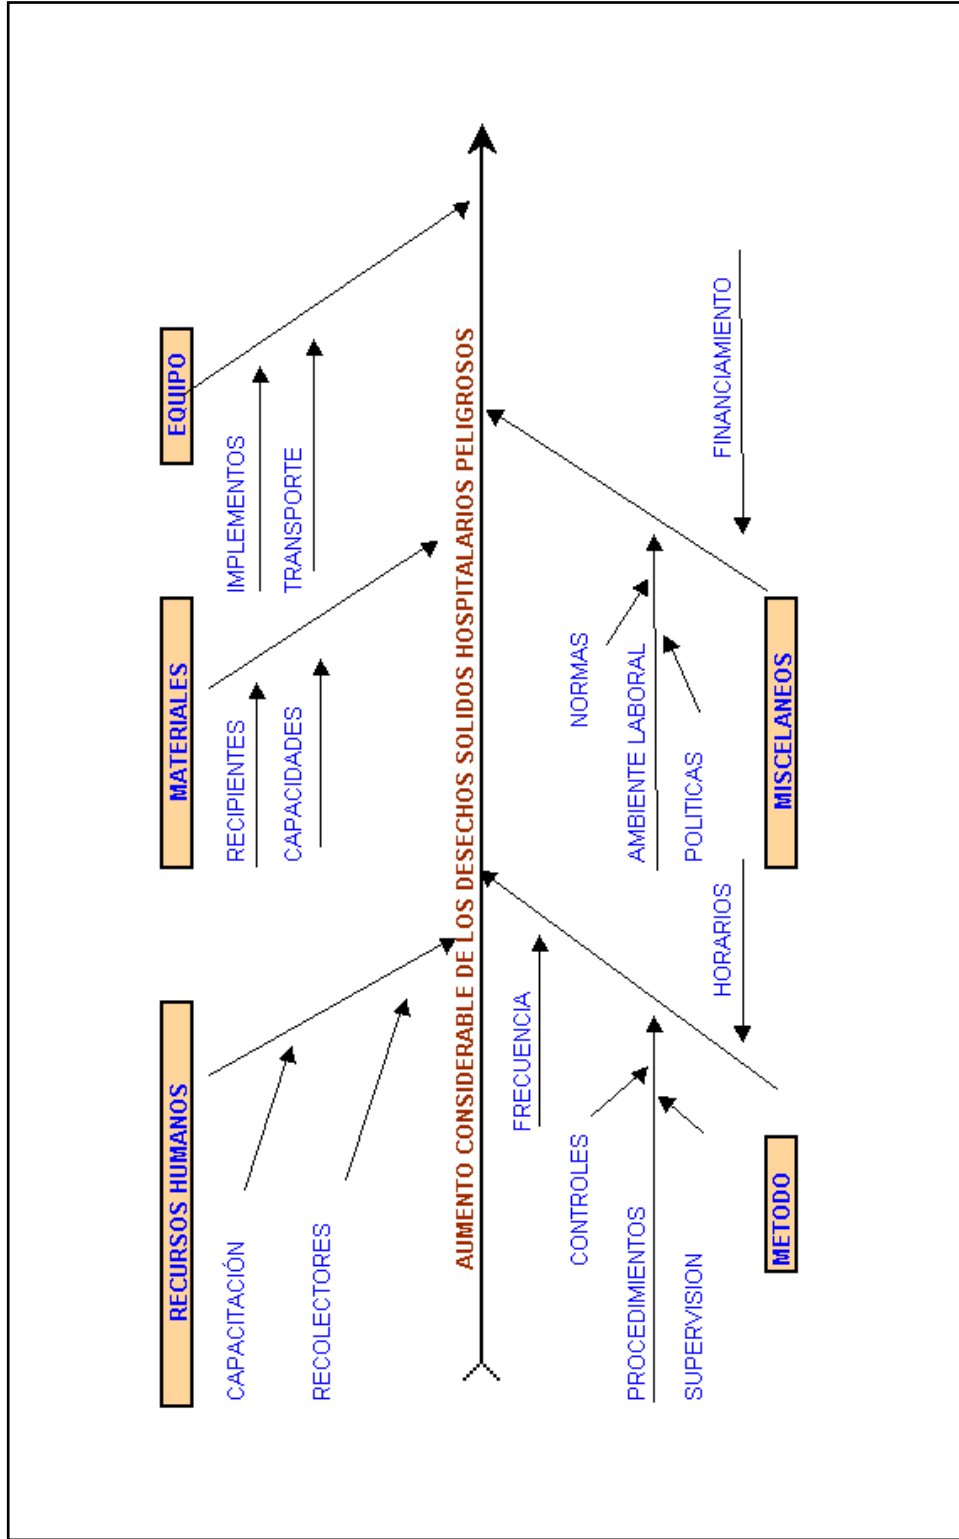 RECURSOS HUMANOS
MATERIALES
EQUIPO
CAPACITACIÓN
RECOLECTORES
RECIPIENTES
CAPACIDADES
IMPLEMENTOS
TRANSPORTE
AUMENTO CONSIDERABLE DE LOS DESECHOS SOLIDOS HOSPITALARIOS PELIGROSOS
FRECUENCIA
CONTROLES
PROCEDIMIENTOS
SUPERVISION
HORARIOS
NORMAS
AMBIENTE LABORAL
POLITICAS
FINANCIAMIENTO
METODO
MISCELANEOS